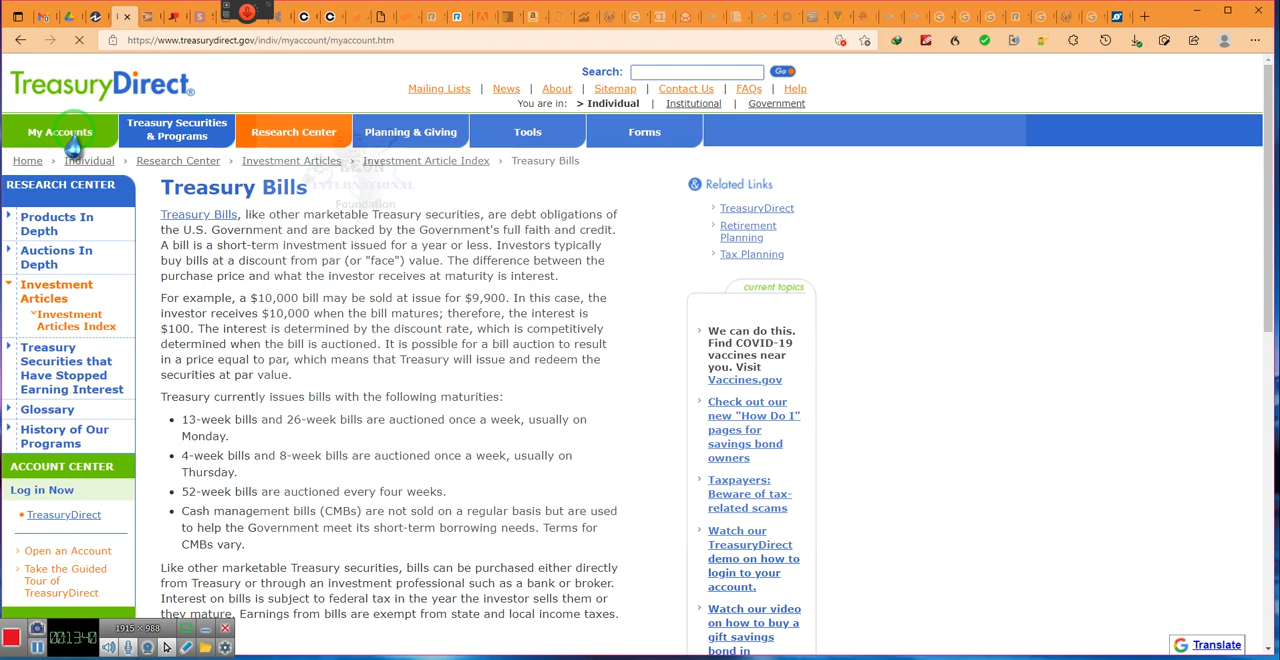 https://www.treasurydirect.gov/indiv/myaccount/myaccount.htm
TreasuryDirect
Search:
Go
Mailing Lists | News | About | Sitemap | Contact Us | FAQs | Help
You are in: > Individual | Institutional | Government
My Accounts
Treasury Securities & Programs
Research Center
Planning & Giving
Tools
Forms
Home › Individual › Research Center › Investment Articles › Investment Article Index › Treasury Bills
RESEARCH CENTER
Products In
Depth
Auctions In
Depth
Investment
Articles
Investment
Articles Index
Treasury
Securities that
Have Stopped
Earning Interest
Glossary
History of Our
Programs
ACCOUNT CENTER
Log in Now
TreasuryDirect
Open an Account
Take the Guided
Tour of
TreasuryDirect
Treasury Bills
INTERNATIONAL
Foundation
Treasury Bills, like other marketable Treasury securities, are debt obligations of
the U.S. Government and are backed by the Government's full faith and credit.
A bill is a short-term investment issued for a year or less. Investors typically
buy bills at a discount from par (or "face") value. The difference between the
purchase price and what the investor receives at maturity is interest.
For example, a $10,000 bill may be sold at issue for $9,900. In this case, the
investor receives $10,000 when the bill matures; therefore, the interest is
$100. The interest is determined by the discount rate, which is competitively
determined when the bill is auctioned. It is possible for a bill auction to result
in a price equal to par, which means that Treasury will issue and redeem the
securities at par value.
Treasury currently issues bills with the following maturities:
• 13-week bills and 26-week bills are auctioned once a week, usually on
Monday.
• 4-week bills and 8-week bills are auctioned once a week, usually on
Thursday.
• 52-week bills are auctioned every four weeks.
• Cash management bills (CMBs) are not sold on a regular basis but are used
to help the Government meet its short-term borrowing needs. Terms for
CMBs vary.
Like other marketable Treasury securities, bills can be purchased either directly
from Treasury or through an investment professional such as a bank or broker.
Interest on bills is subject to federal tax in the year the investor sells them or
they mature. Earnings from bills are exempt from state and local income taxes.
Related Links
TreasuryDirect
Retirement
Planning
Tax Planning
current topics
We can do this.
Find COVID-19
vaccines near
you. Visit
Vaccines.gov
Check out our
new "How Do I"
pages for
savings bond
owners
Taxpayers:
Beware of tax-
related scams
Watch our
TreasuryDirect
demo on how to
login to your
account.
Watch our video
on how to buy a
gift savings
bond in
Translate
1915 x 988